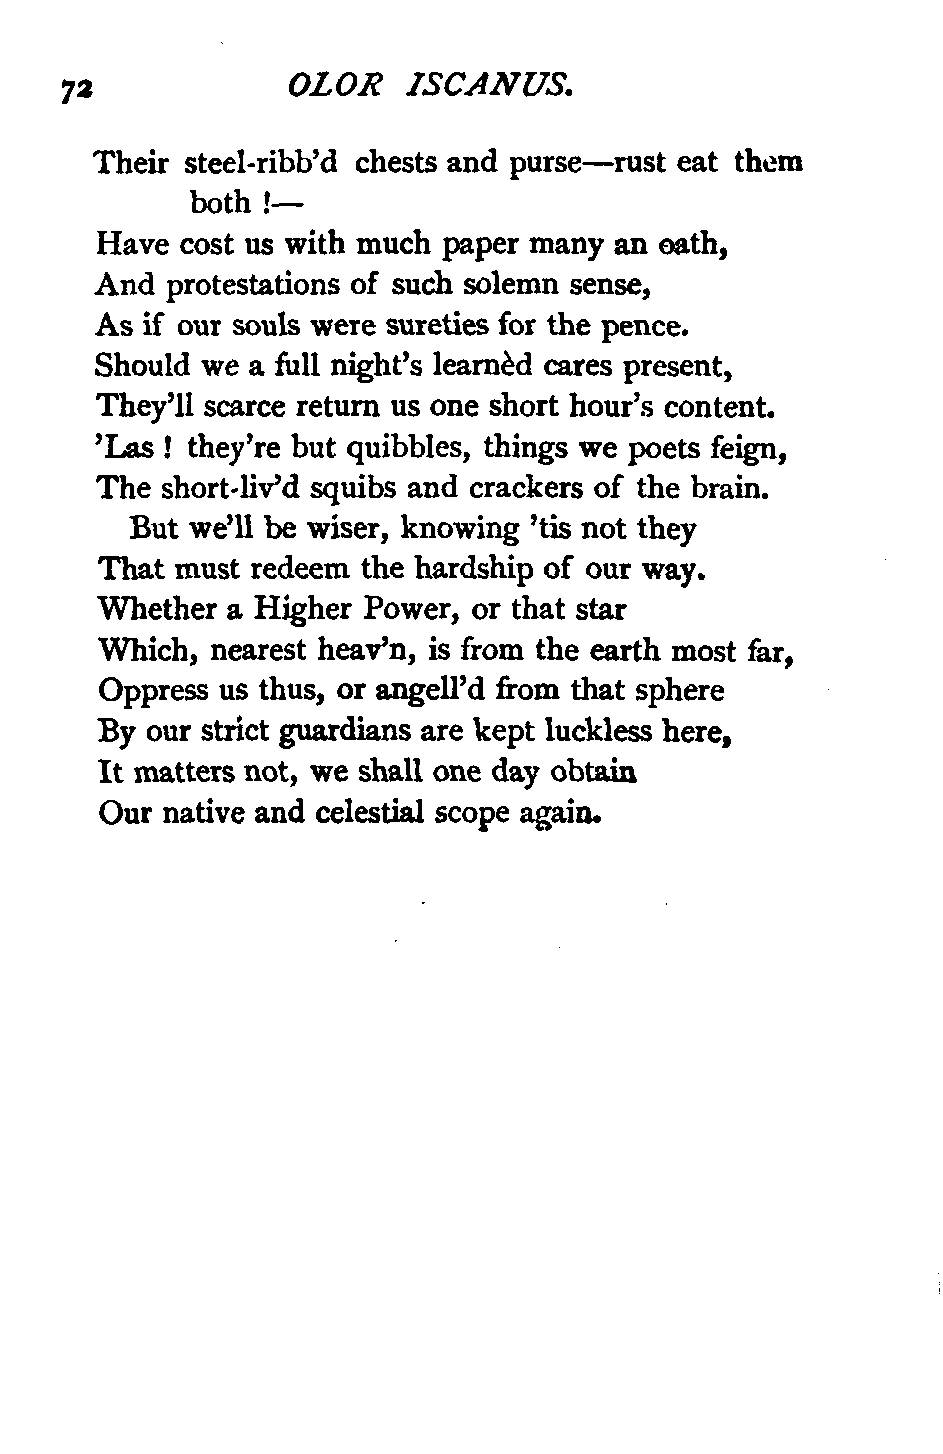 72 OLOR ISCANUS.
Their steel-ribb’d chests and purse—rust eat them
both !—
Have cost us with much paper many an oath,
And protestations of such solemn sense,
As if our souls were sureties for the pence.
Should we a full night’s learnèd cares present,
They’ll scarce return us one short hour’s content.
’Las ! they’re but quibbles, things we poets feign,
The short-liv’d squibs and crackers of the brain.
But we’ll be wiser, knowing ’tis not they
That must redeem the hardship of our way.
Whether a Higher Power, or that star
Which, nearest heav’n, is from the earth most far,
Oppress us thus, or angell’d from that sphere
By our strict guardians are kept luckless here,
It matters not, we shall one day obtain
Our native and celestial scope again.